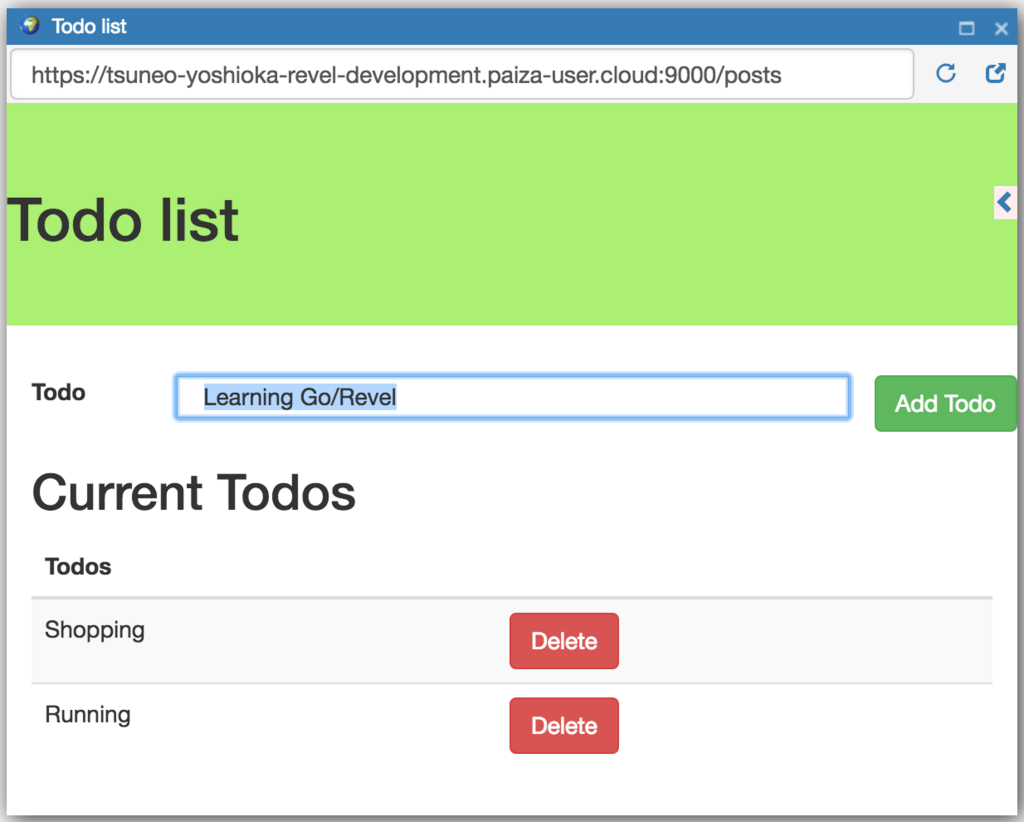 Todo list
https://tsuneo-yoshioka-revel-development.paiza-user.cloud:9000/posts
Todo list
Todo Learning Go/Revel Add Todo
Current Todos
Todos
Shopping Delete
Running Delete